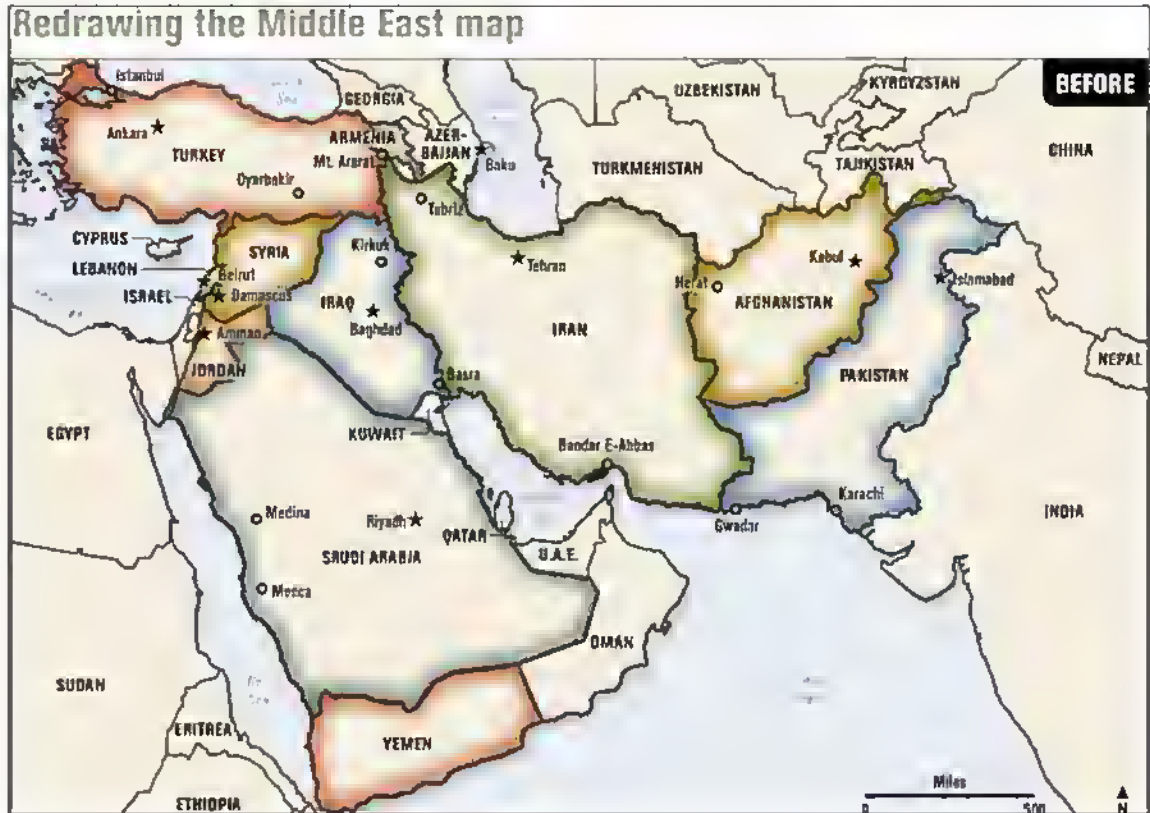 Redrawing the Middle East map
BEFORE
Istanbul
Ankara
TURKEY
Dyarbakir
GEORGIA
ARMENIA
Mt. Ararat
AZER-
BAIJAN
Baku
UZBEKISTAN
KYRGYZSTAN
TURKMENISTAN
TAJIKISTAN
CHINA
CYPRUS
LEBANON
ISRAEL
SYRIA
Beirut
Damascus
Amman
JORDAN
Kirkuk
IRAQ
Baghdad
Basra
KUWAIT
Tabriz
Tehran
IRAN
Bandar E-Abbas
Herat
Kabul
AFGHANISTAN
Islamabad
PAKISTAN
NEPAL
EGYPT
Medina
Riyadh
QATAR
U.A.E.
SAUDI ARABIA
Mecca
Gwadar
Karachi
INDIA
OMAN
SUDAN
ERITREA
YEMEN
ETHIOPIA
Miles
0
500
N